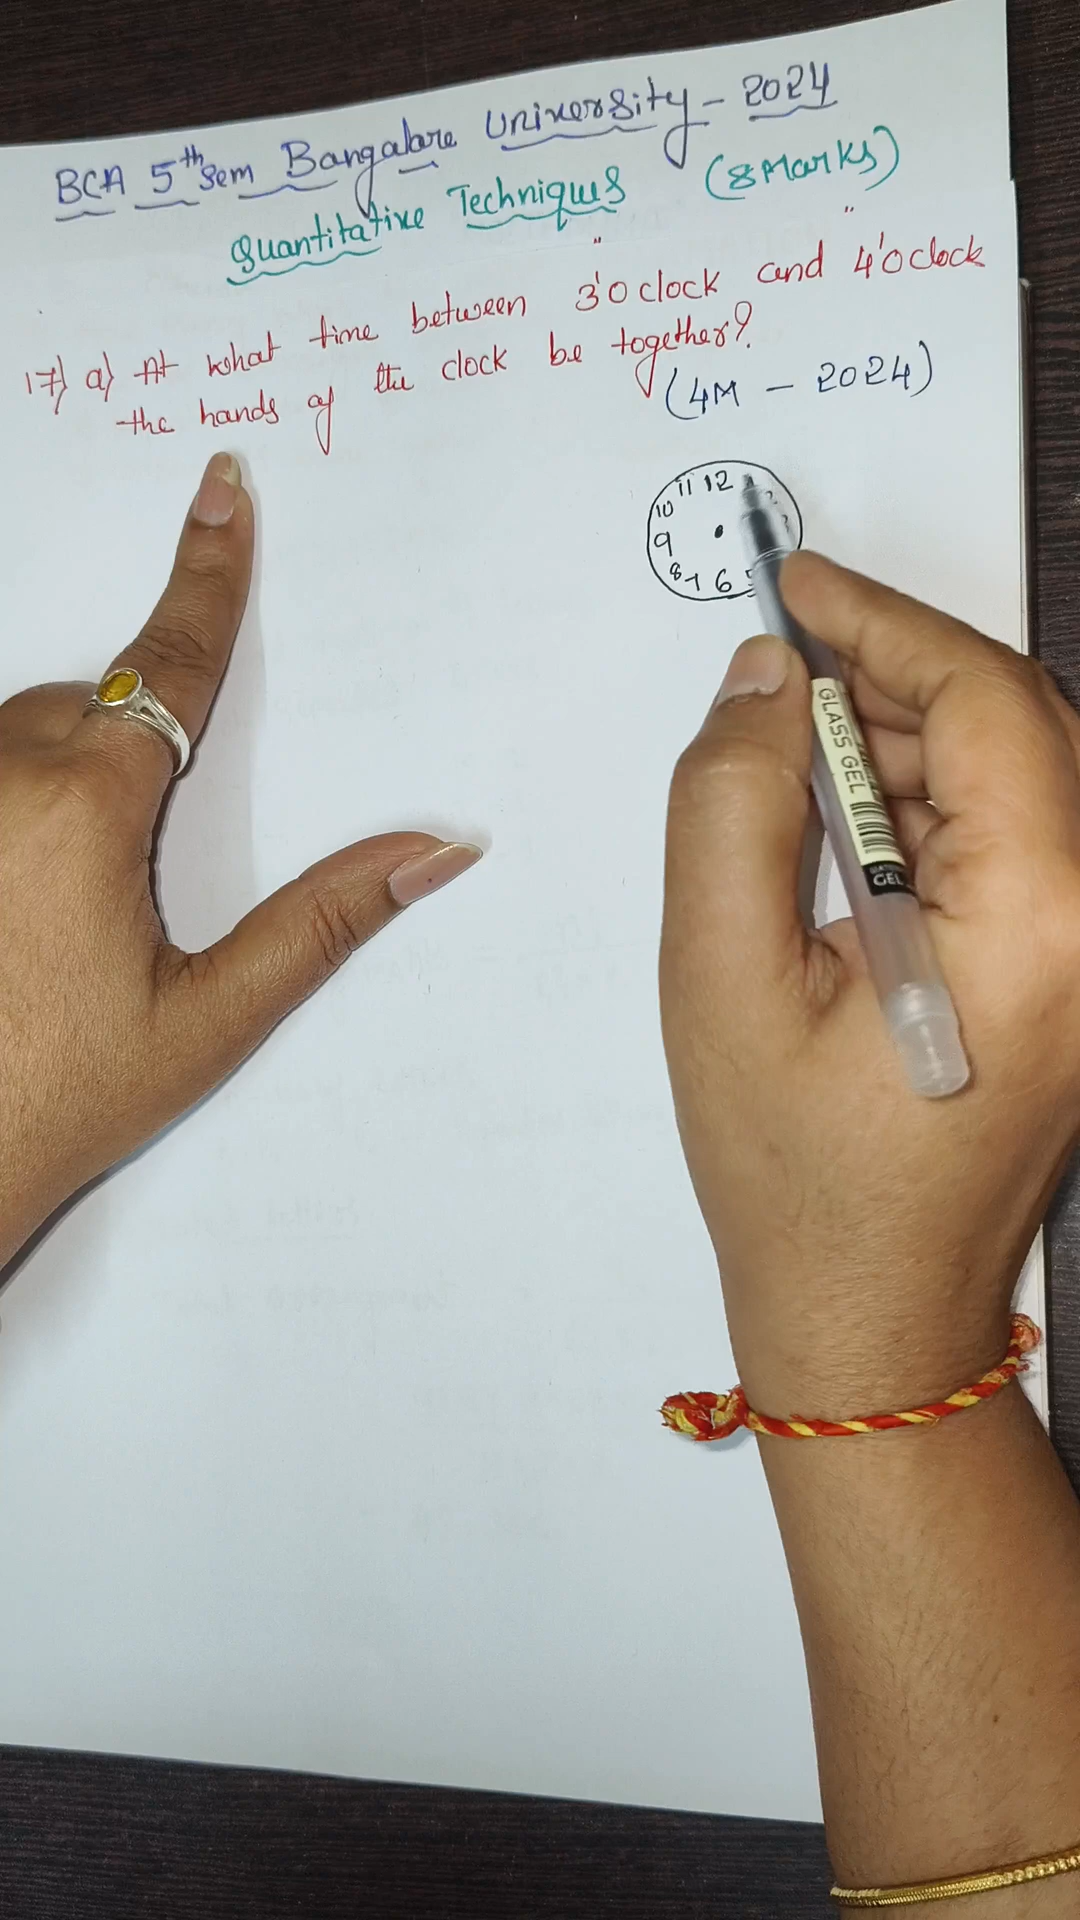 BCA 5th Sem Bangalore University - 2024
Quantitative Techniques (8 Marks)
17) a) At what time between 3'O clock and 4'O clock
the hands of the clock be together?
(4M - 2024)
11 12
10
9
8 7 6 5
GLASS GEL
GEL